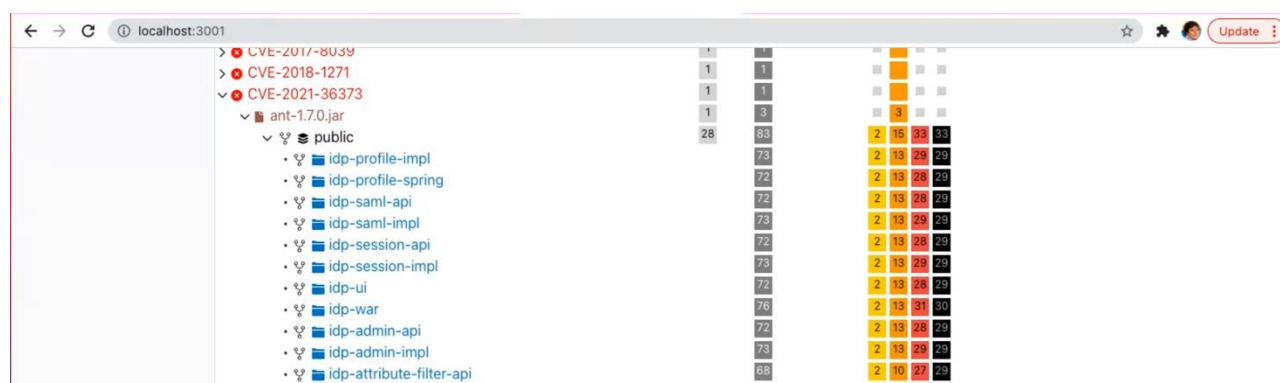 localhost:3001
Update
CVE-2017-8039 1 1
CVE-2018-1271 1 1
CVE-2021-36373 1 1
ant-1.7.0.jar 1 3 3
public 28 83 2 15 33 33
idp-profile-impl 73 2 13 29 29
idp-profile-spring 72 2 13 28 29
idp-saml-api 72 2 13 28 29
idp-saml-impl 73 2 13 29 29
idp-session-api 72 2 13 28 29
idp-session-impl 73 2 13 29 29
idp-ui 72 2 13 28 29
idp-war 76 2 13 31 30
idp-admin-api 72 2 13 28 29
idp-admin-impl 73 2 13 29 29
idp-attribute-filter-api 68 2 10 27 29